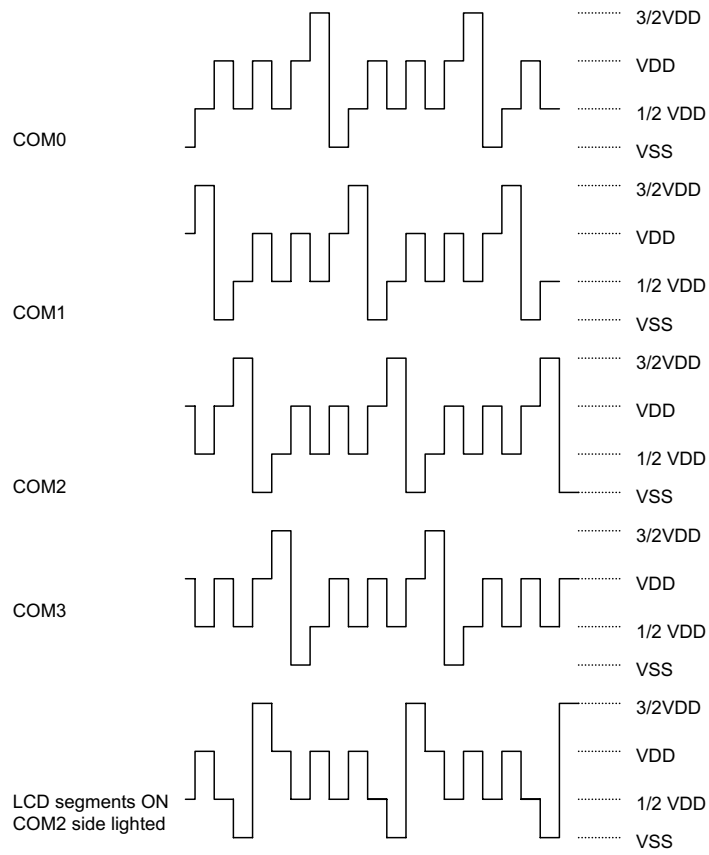 3/2VDD
VDD
1/2 VDD
COM0
VSS
3/2VDD
VDD
1/2 VDD
COM1
VSS
3/2VDD
VDD
1/2 VDD
COM2
VSS
3/2VDD
VDD
COM3
1/2 VDD
VSS
3/2VDD
VDD
LCD segments ON
1/2 VDD
COM2 side lighted
VSS